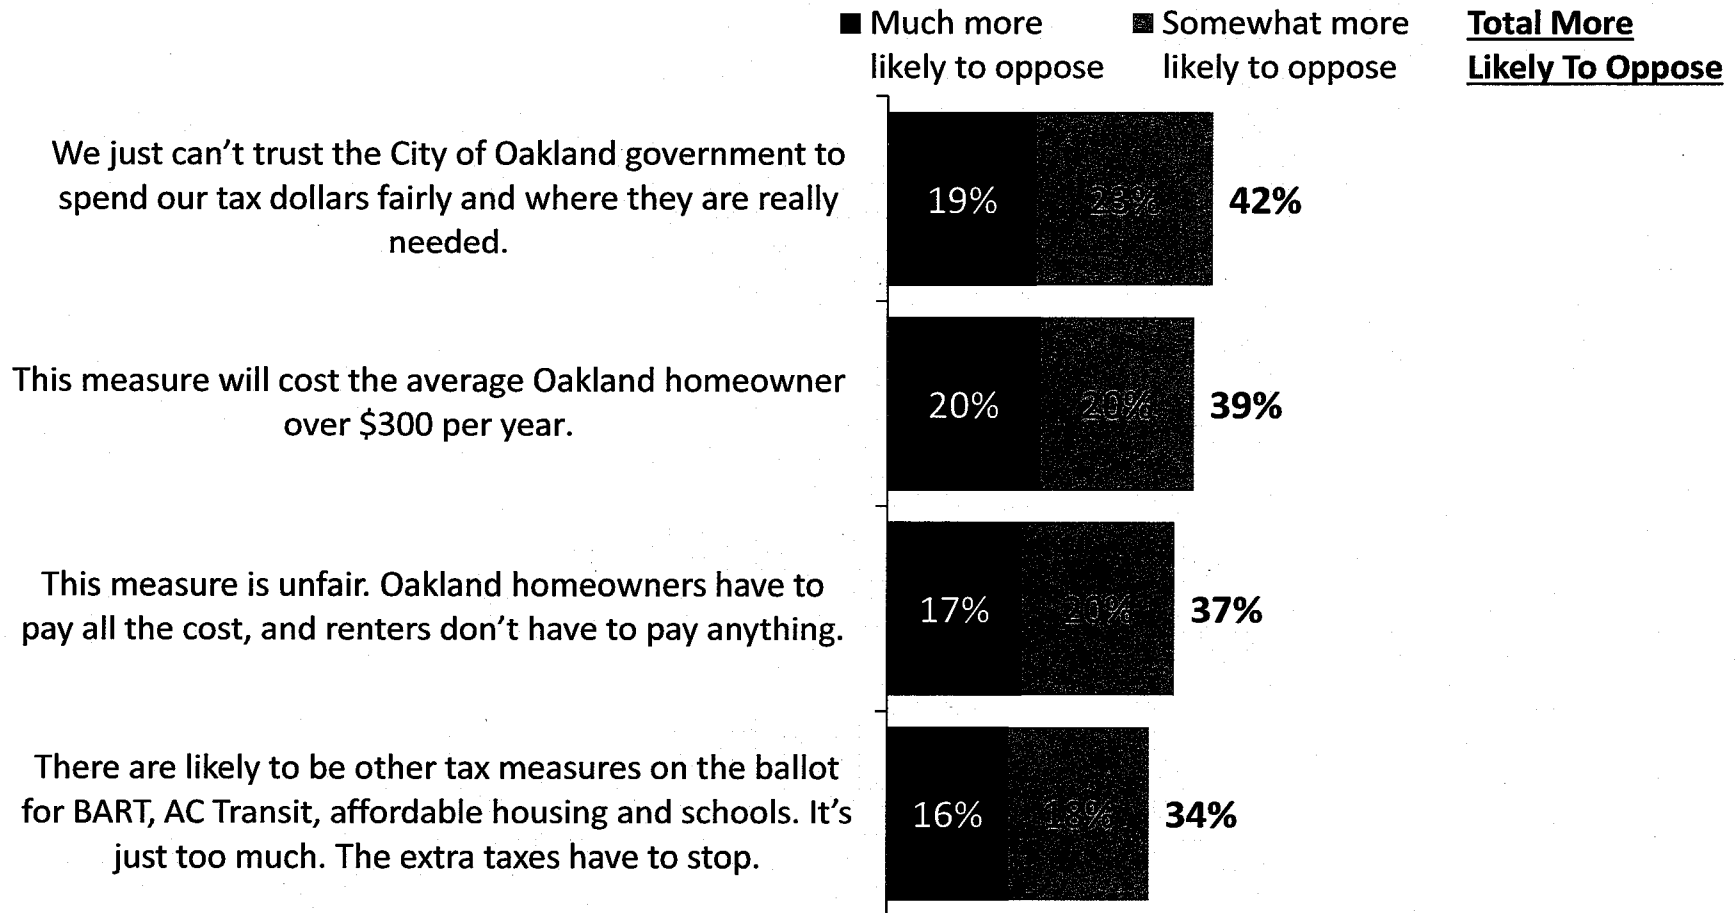 Much more
likely to oppose
Somewhat more
likely to oppose
Total More
Likely To Oppose
We just can't trust the City of Oakland government to
spend our tax dollars fairly and where they are really
needed.
19% 23% 42%
This measure will cost the average Oakland homeowner
over $300 per year.
20% 20% 39%
This measure is unfair. Oakland homeowners have to
pay all the cost, and renters don't have to pay anything.
17% 20% 37%
There are likely to be other tax measures on the ballot
for BART, AC Transit, affordable housing and schools. It's
just too much. The extra taxes have to stop.
16% 18% 34%